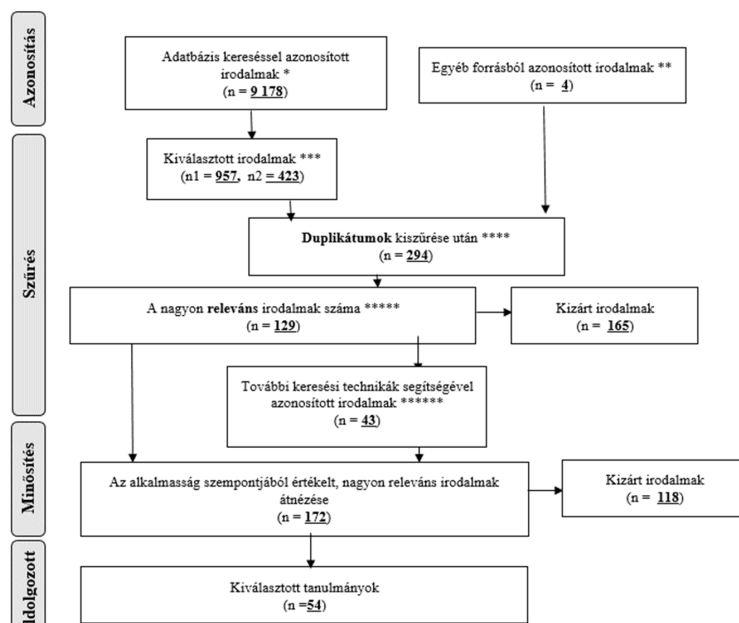 Azonosítás
Adatbázis kereséssel azonosított
irodalmak *
(n = 9 178)
Egyéb forrásból azonosított irodalmak **
(n = 4)
Szűrés
Kiválasztott irodalmak ***
(n1 = 957, n2 = 423)
Duplikátumok kiszűrése után ****
(n = 294)
A nagyon releváns irodalmak száma *****
(n = 129)
Kizárt irodalmak
(n = 165)
További keresési technikák segítségével
azonosított irodalmak ******
(n = 43)
Minősítés
Az alkalmasság szempontjából értékelt, nagyon releváns irodalmak
átnézése
(n = 172)
Kizárt irodalmak
(n = 118)
ldolgozott
Kiválasztott tanulmányok
(n =54)